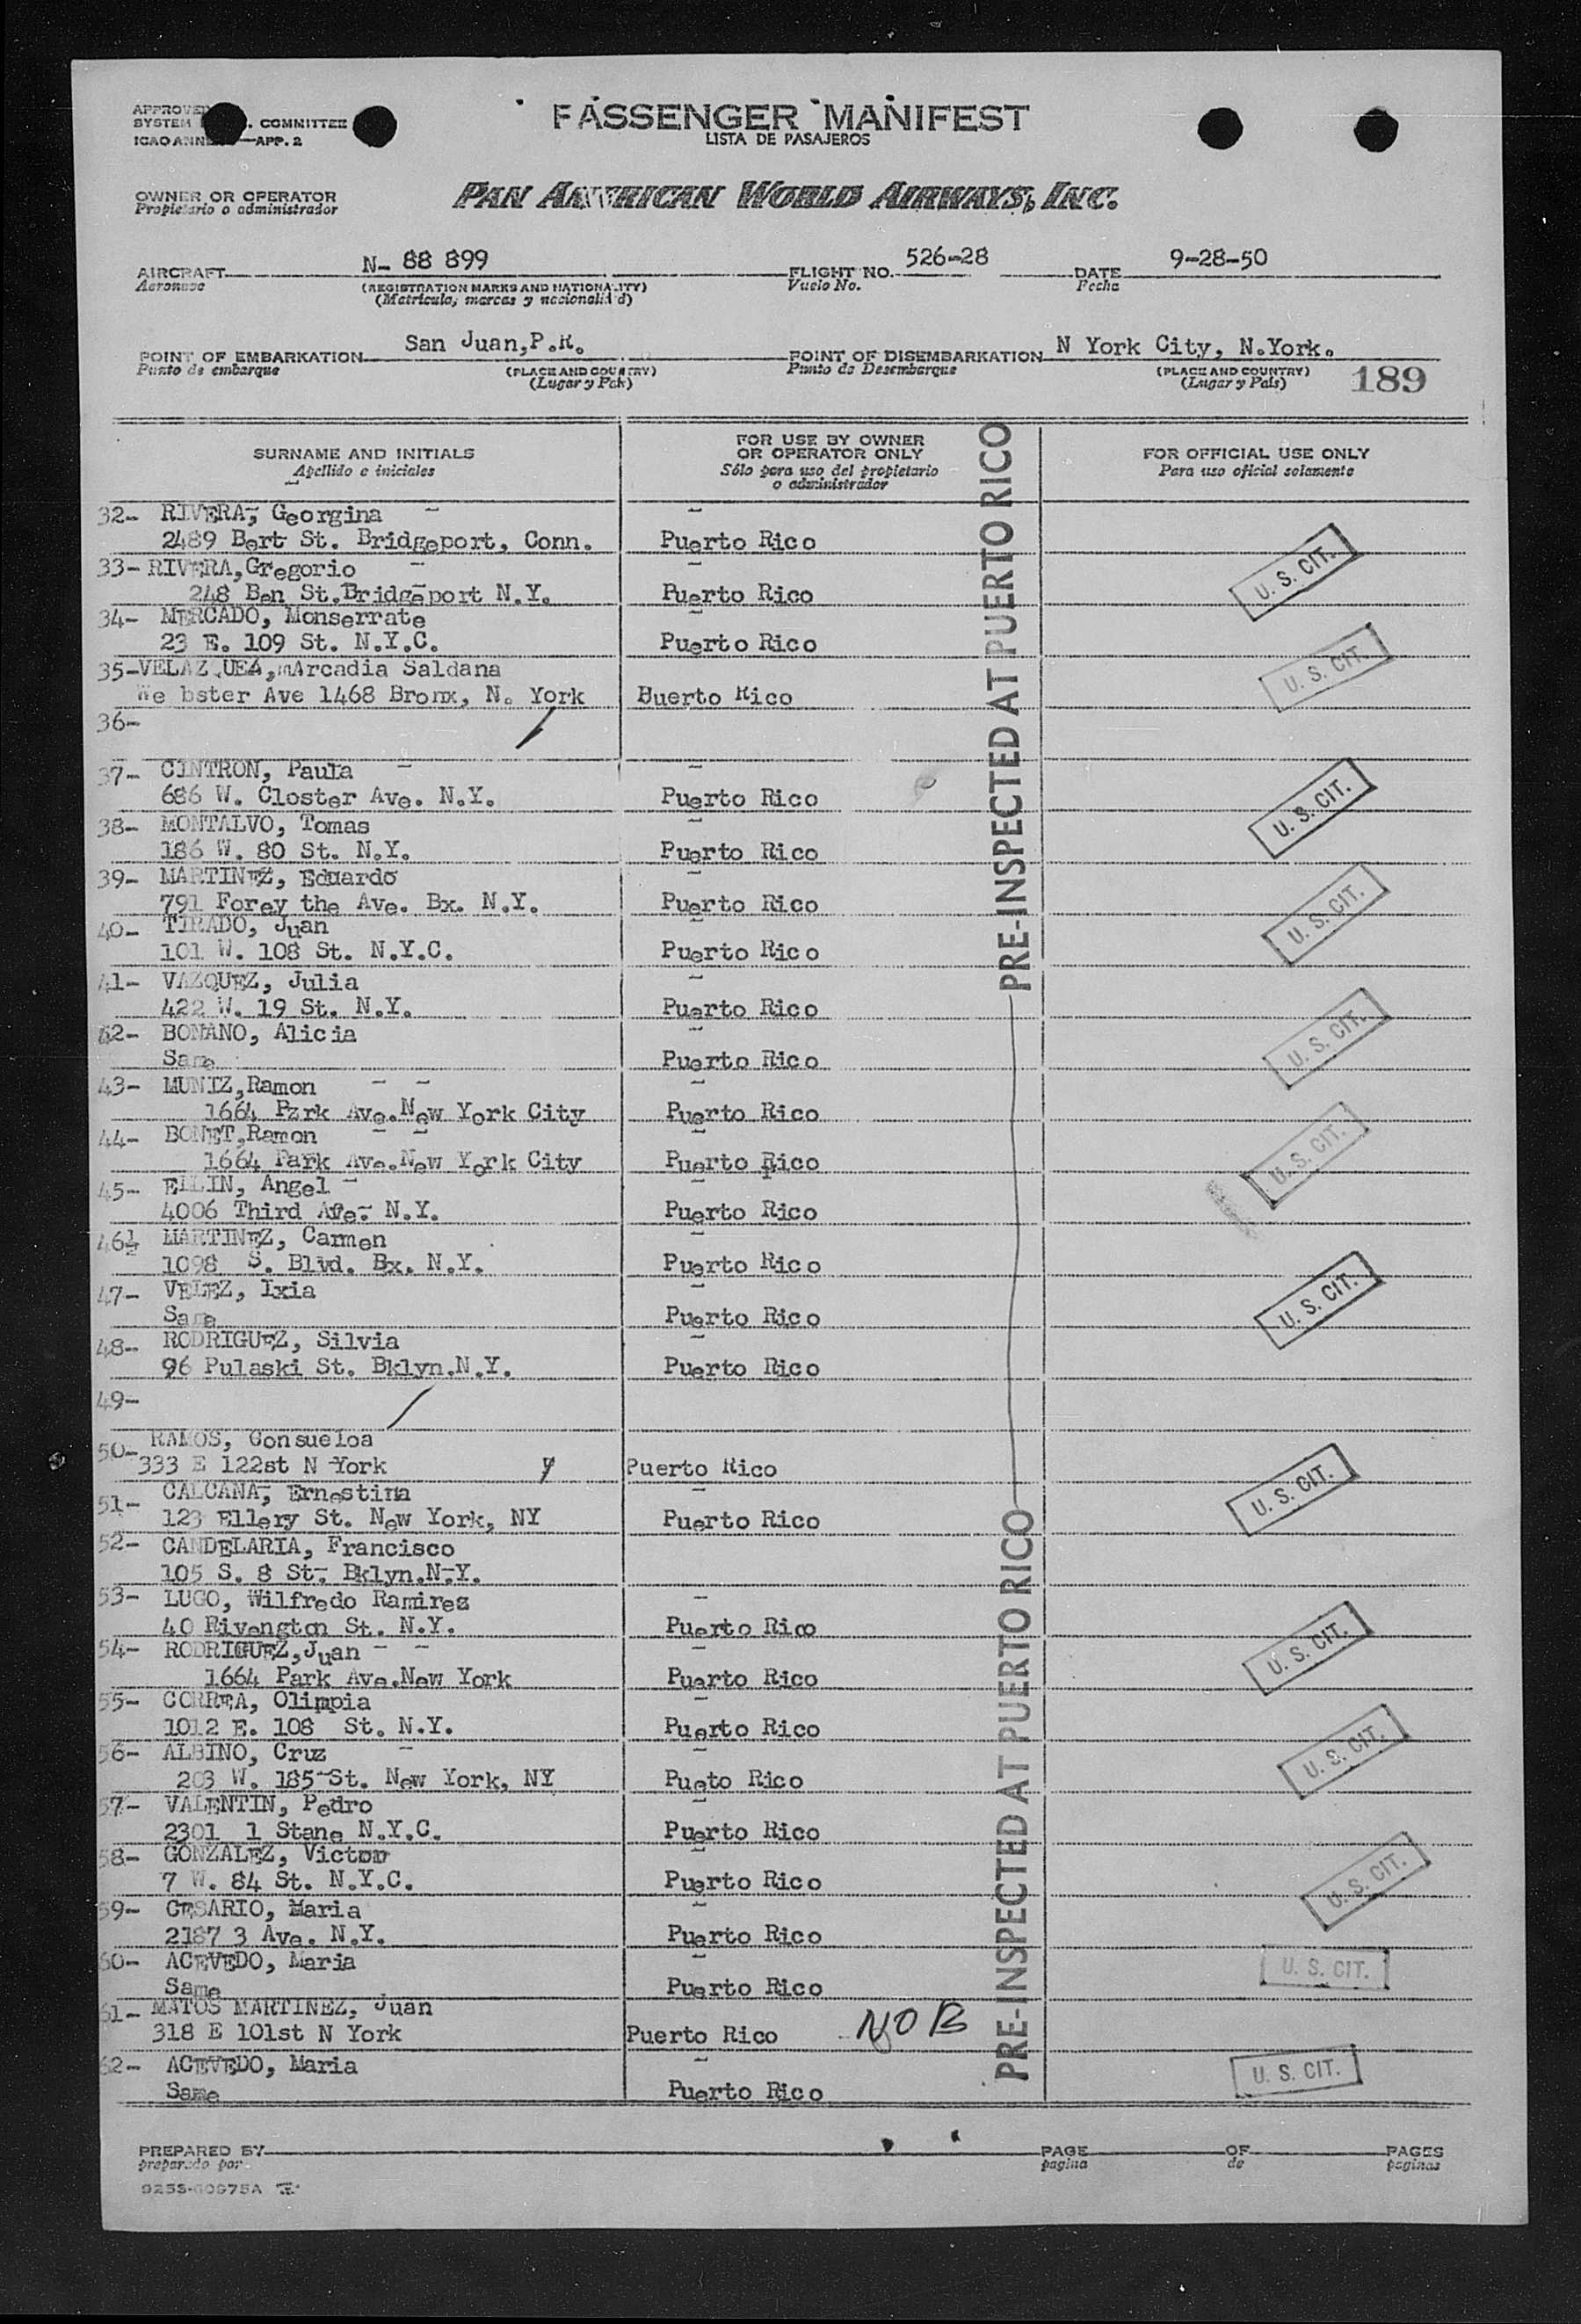 APPROVED
SYSTEM COMMITTEE
ICAO ANNEX —APP. 2
PASSENGER MANIFEST
LISTA DE PASAJEROS
OWNER OR OPERATOR
Propietario o administrador
PAN AMERICAN WORLD AIRWAYS, INC.
AIRCRAFT N- 88 899 FLIGHT NO. 526-28 DATE 9-28-50
Aeronave (REGISTRATION MARKS AND NATIONALITY) Vuelo No. Fecha
(Matricula, marcas y nacionalidad)
POINT OF EMBARKATION San Juan,P.R. POINT OF DISEMBARKATION N York City, N.York.
Punto de embarque (PLACE AND COUNTRY) Punto de Desembarque (PLACE AND COUNTRY)
(Lugar y País) (Lugar y País) 189
SURNAME AND INITIALS
Apellido e iniciales
FOR USE BY OWNER
OR OPERATOR ONLY
Sólo para uso del propietario
o administrador
FOR OFFICIAL USE ONLY
Para uso oficial solamente
32- RIVERA, Georgina
2489 Bert St. Bridgeport, Conn. Puerto Rico
U. S. CIT.
33- RIVERA,Gregorio
248 Ben St.Bridgeport N.Y. Puerto Rico
34- MERCADO, Monserrate
23 E. 109 St. N.Y.C. Puerto Rico
U. S. CIT.
35-VELAZ UEZ,mArcadia Saldana
We bster Ave 1468 Bronx, N. York Buerto Rico
36-
37- CINTRON, Paula
686 W. Closter Ave. N.Y. Puerto Rico
U. S. CIT.
38- MONTALVO, Tomas
186 W. 80 St. N.Y. Puerto Rico
39- MARTINEZ, Eduardo
791 Forey the Ave. Bx. N.Y. Puerto Rico
U. S. CIT.
40- TIRADO, Juan
101 W. 108 St. N.Y.C. Puerto Rico
41- VAZQUEZ, Julia
422 W. 19 St. N.Y. Puerto Rico
U. S. CIT.
42- BONANO, Alicia
Same Puerto Rico
43- MUNIZ,Ramon
1664 Pzrk Ave.New York City Puerto Rico
U. S. CIT.
44- BONET,Ramon
1664 Park Ave.New York City Puerto Rico
45- ELLIN, Angel
4006 Third Ave. N.Y. Puerto Rico
46- MARTINEZ, Carmen
1098 S. Blvd. Bx. N.Y. Puerto Rico
U. S. CIT.
47- VELEZ, Ixia
Same Puerto Rico
48- RODRIGUEZ, Silvia
96 Pulaski St. Bklyn.N.Y. Puerto Rico
49-
50- RAMOS, Consueloa
333 E 122st N York Puerto Rico
U. S. CIT.
51- CALCANA, Ernestina
123 Ellery St. New York, NY Puerto Rico
52- CANDELARIA, Francisco
105 S. 8 St. Bklyn.N.Y.
53- LUGO, Wilfredo Ramirez
40 Rivengton St. N.Y. Puerto Rico
U. S. CIT.
54- RODRIGUEZ,Juan
1664 Park Ave.New York Puerto Rico
55- CORREA, Olimpia
1012 E. 108 St. N.Y. Puerto Rico
U. S. CIT.
56- ALBINO, Cruz
203 W. 185 St. New York, NY Pueto Rico
57- VALENTIN, Pedro
2301 1 Stane N.Y.C. Puerto Rico
58- GONZALEZ, Victor
7 W. 84 St. N.Y.C. Puerto Rico
U. S. CIT.
59- CESARIO, Maria
2187 3 Ave. N.Y. Puerto Rico
60- ACEVEDO, Maria
Same Puerto Rico
U. S. CIT.
61- MATOS MARTINEZ, Juan
318 E 101st N York Puerto Rico NOB
62- ACEVEDO, Maria
Same Puerto Rico
U. S. CIT.
PRE-INSPECTED AT PUERTO RICO
PRE-INSPECTED AT PUERTO RICO
PREPARED BY PAGE OF PAGES
preparado por pagina de paginas